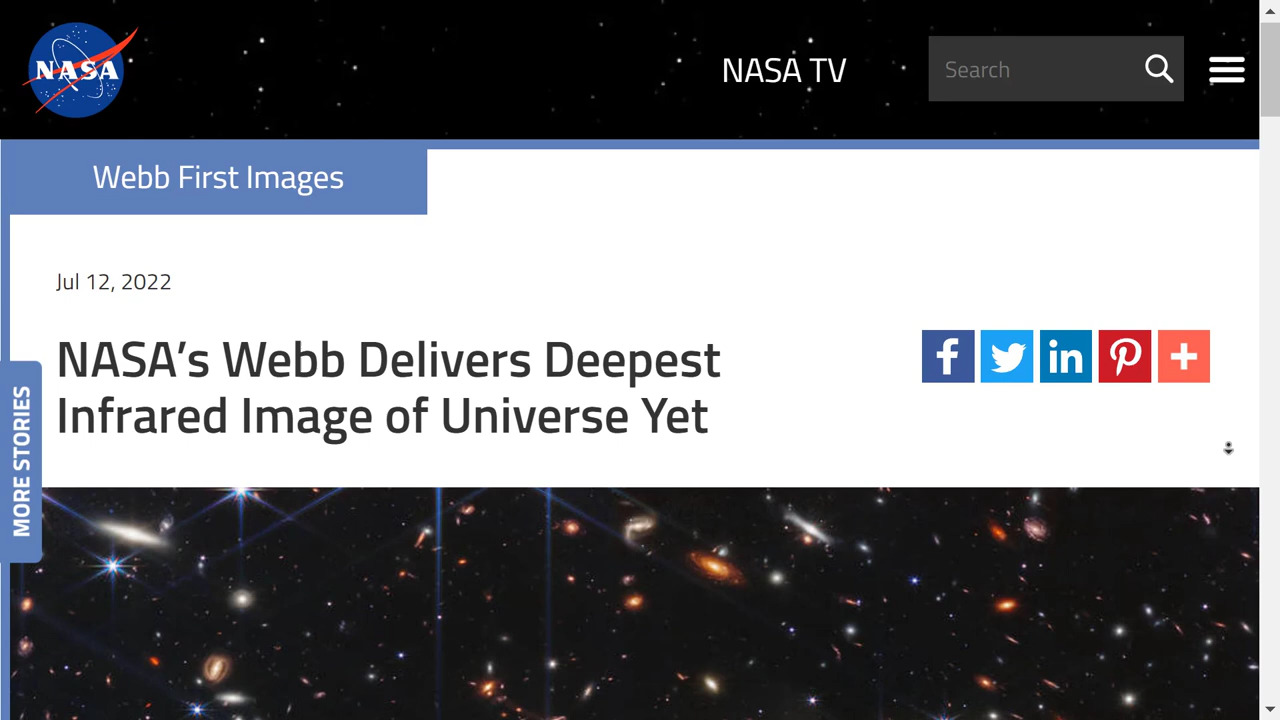 NASA
NASA TV
Search
Webb First Images
Jul 12, 2022
NASA’s Webb Delivers Deepest
Infrared Image of Universe Yet
MORE STORIES